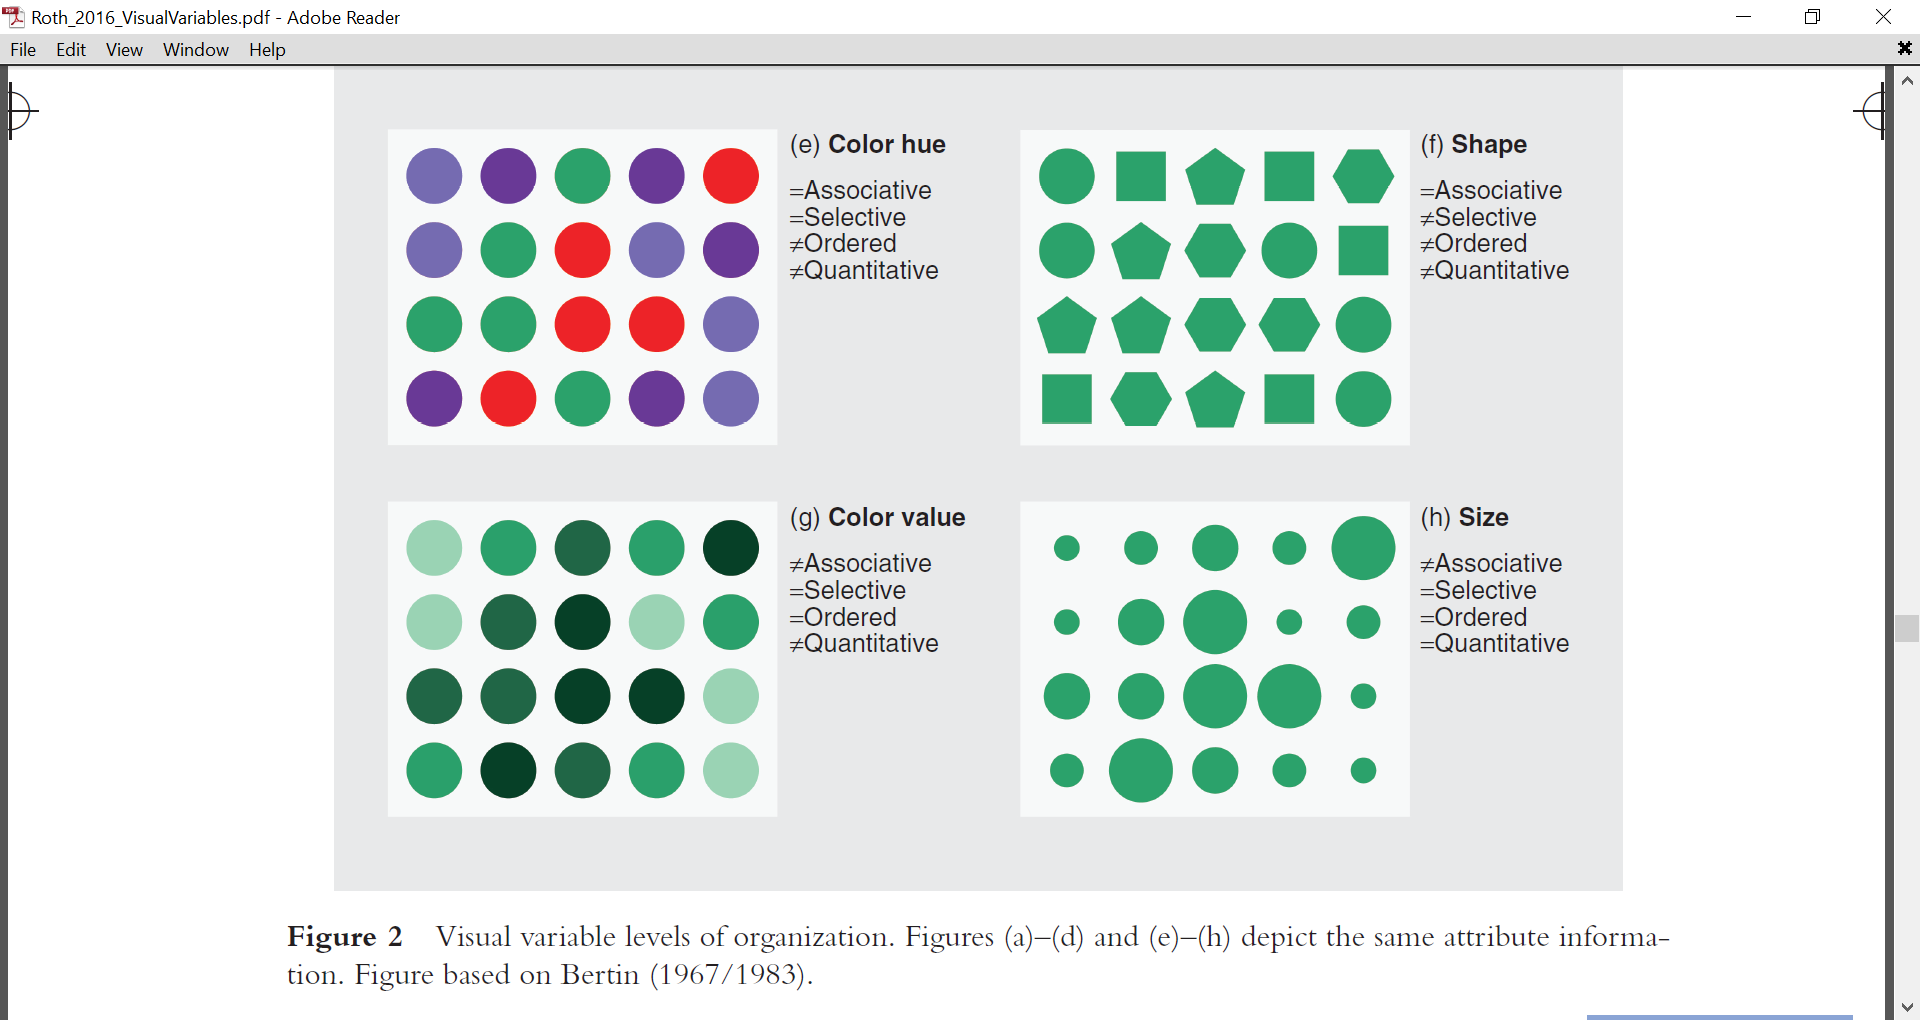 Roth_2016_VisualVariables.pdf - Adobe Reader
File Edit View Window Help
(e) Color hue
=Associative
=Selective
≠Ordered
≠Quantitative
(f) Shape
=Associative
≠Selective
≠Ordered
≠Quantitative
(g) Color value
≠Associative
=Selective
=Ordered
≠Quantitative
(h) Size
≠Associative
=Selective
=Ordered
=Quantitative
Figure 2 Visual variable levels of organization. Figures (a)–(d) and (e)–(h) depict the same attribute informa-
tion. Figure based on Bertin (1967/1983).